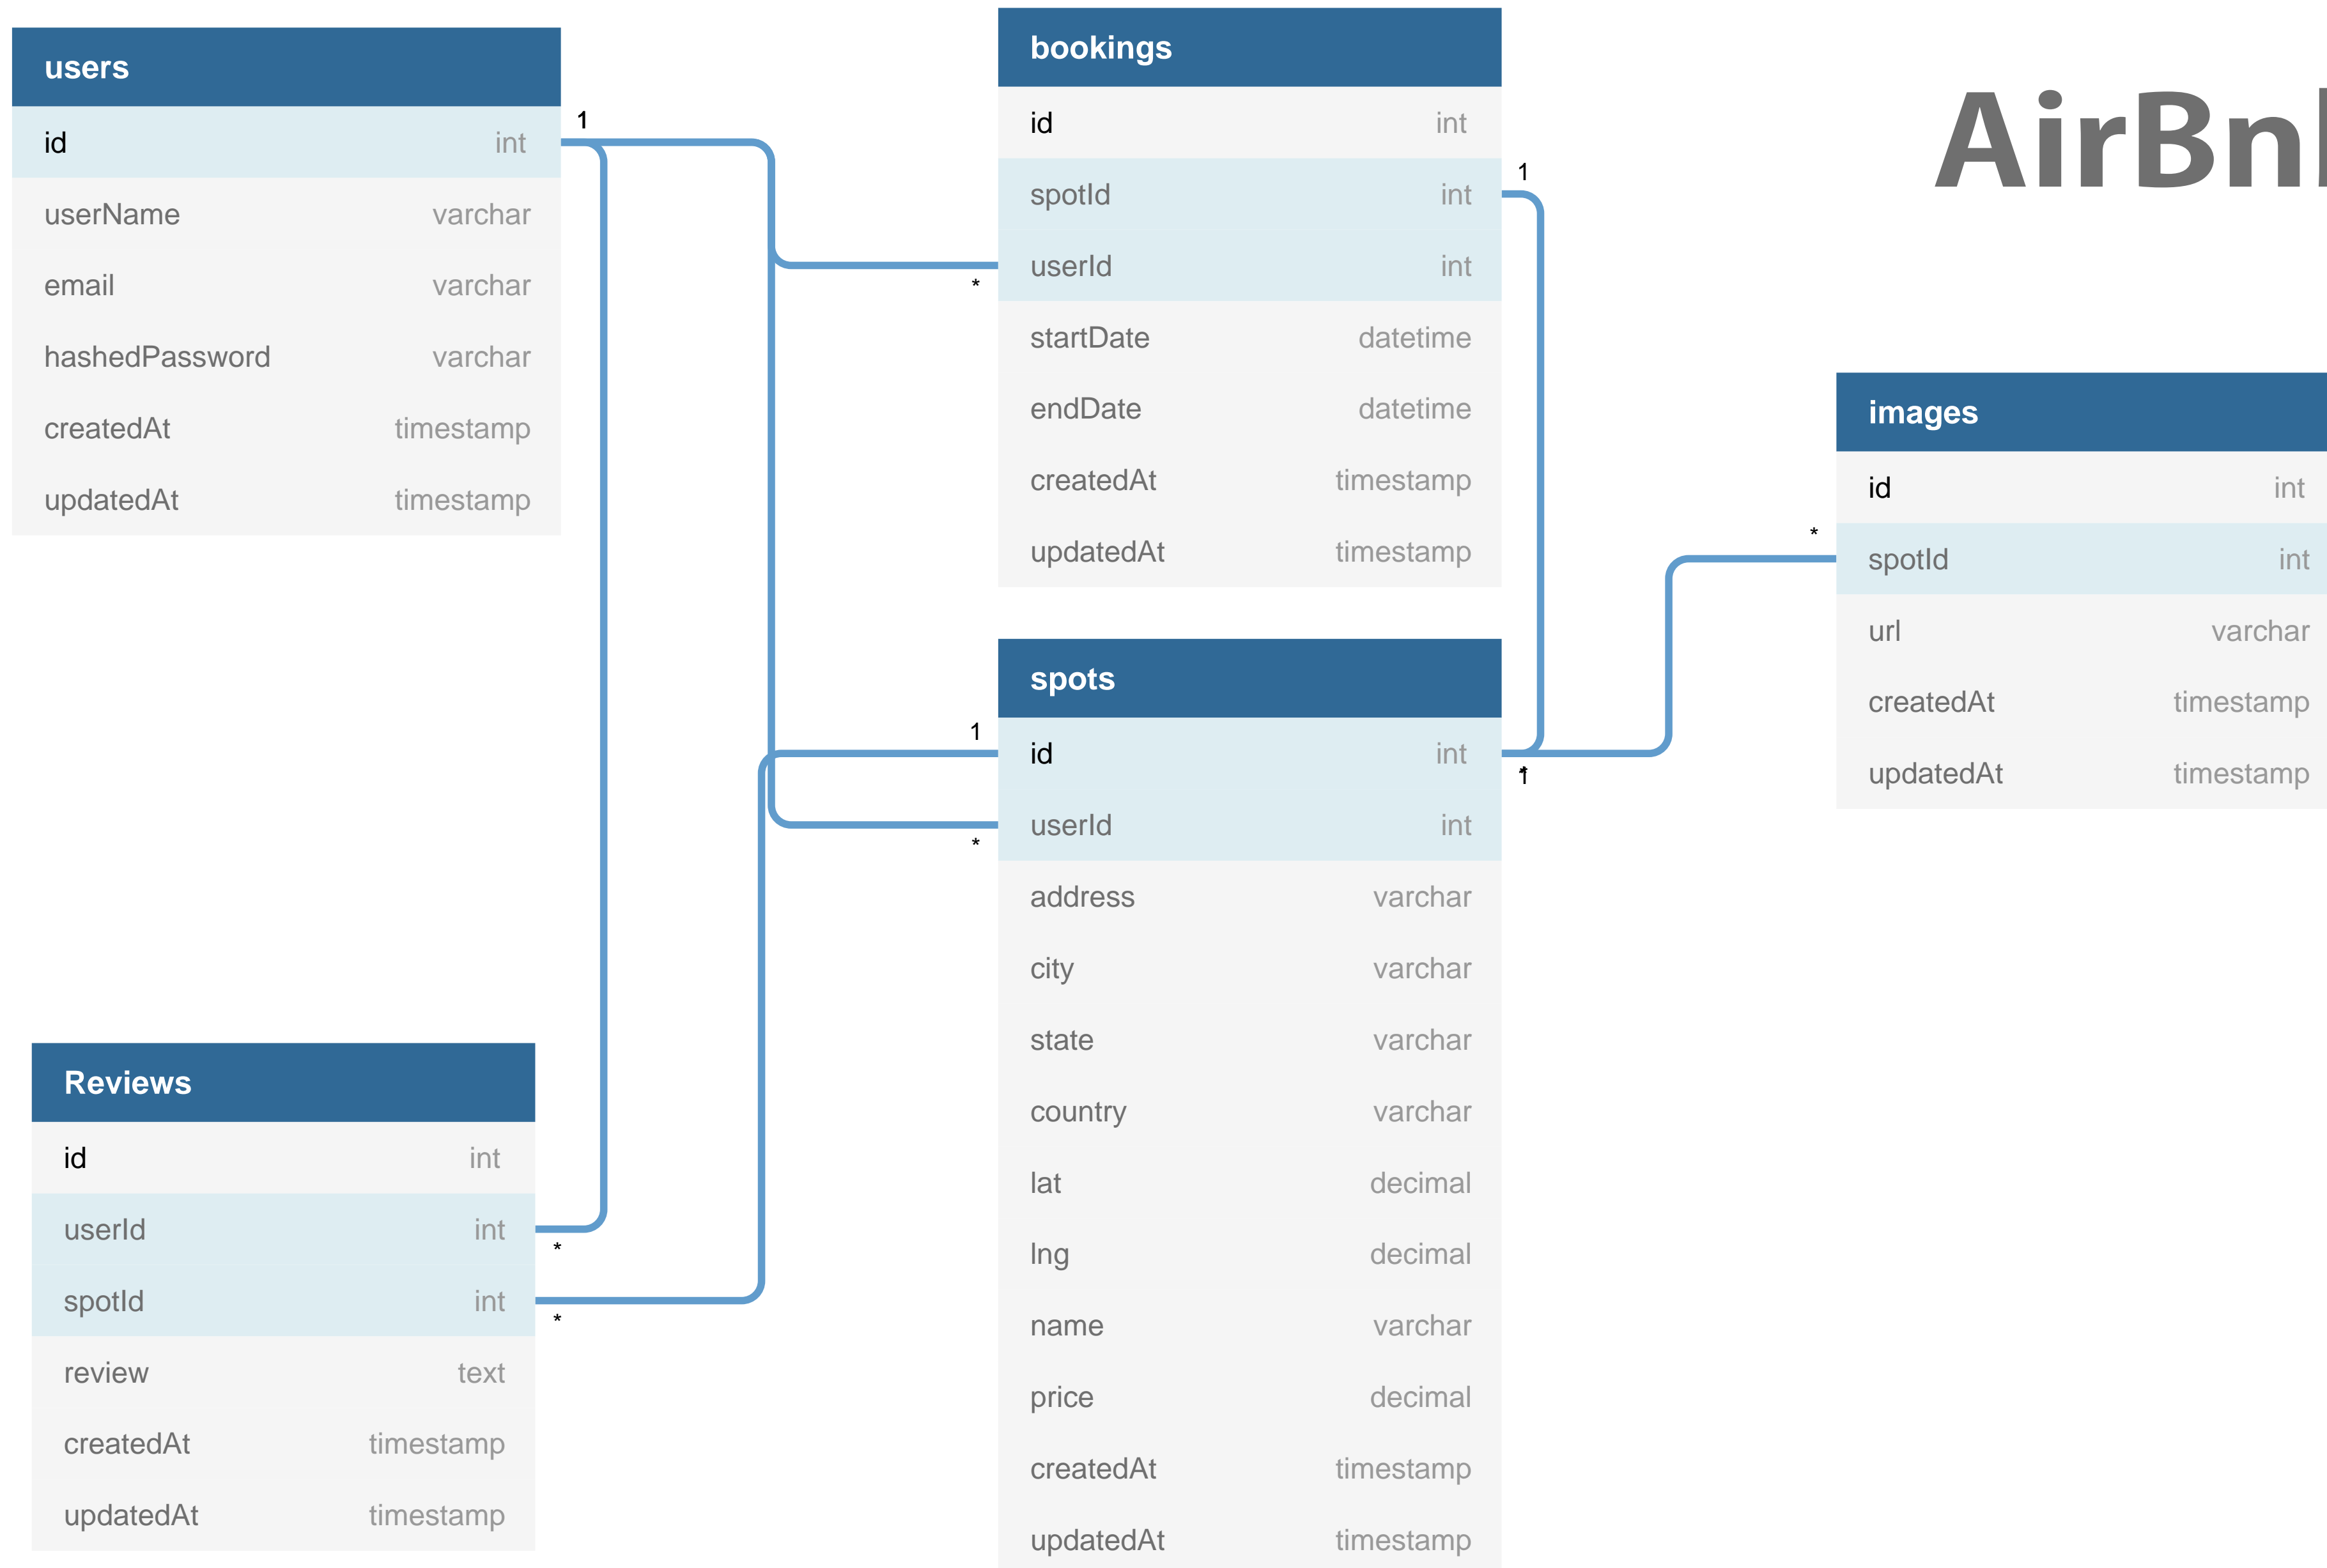 users
id int
userName varchar
email varchar
hashedPassword varchar
createdAt timestamp
updatedAt timestamp
1
bookings
id int
spotId int
userId int
startDate datetime
endDate datetime
createdAt timestamp
updatedAt timestamp
1
*
AirBn
images
id int
spotId int
url varchar
createdAt timestamp
updatedAt timestamp
*
spots
id int
userId int
address varchar
city varchar
state varchar
country varchar
lat decimal
lng decimal
name varchar
price decimal
createdAt timestamp
updatedAt timestamp
1
*
1
Reviews
id int
userId int
spotId int
review text
createdAt timestamp
updatedAt timestamp
*
*